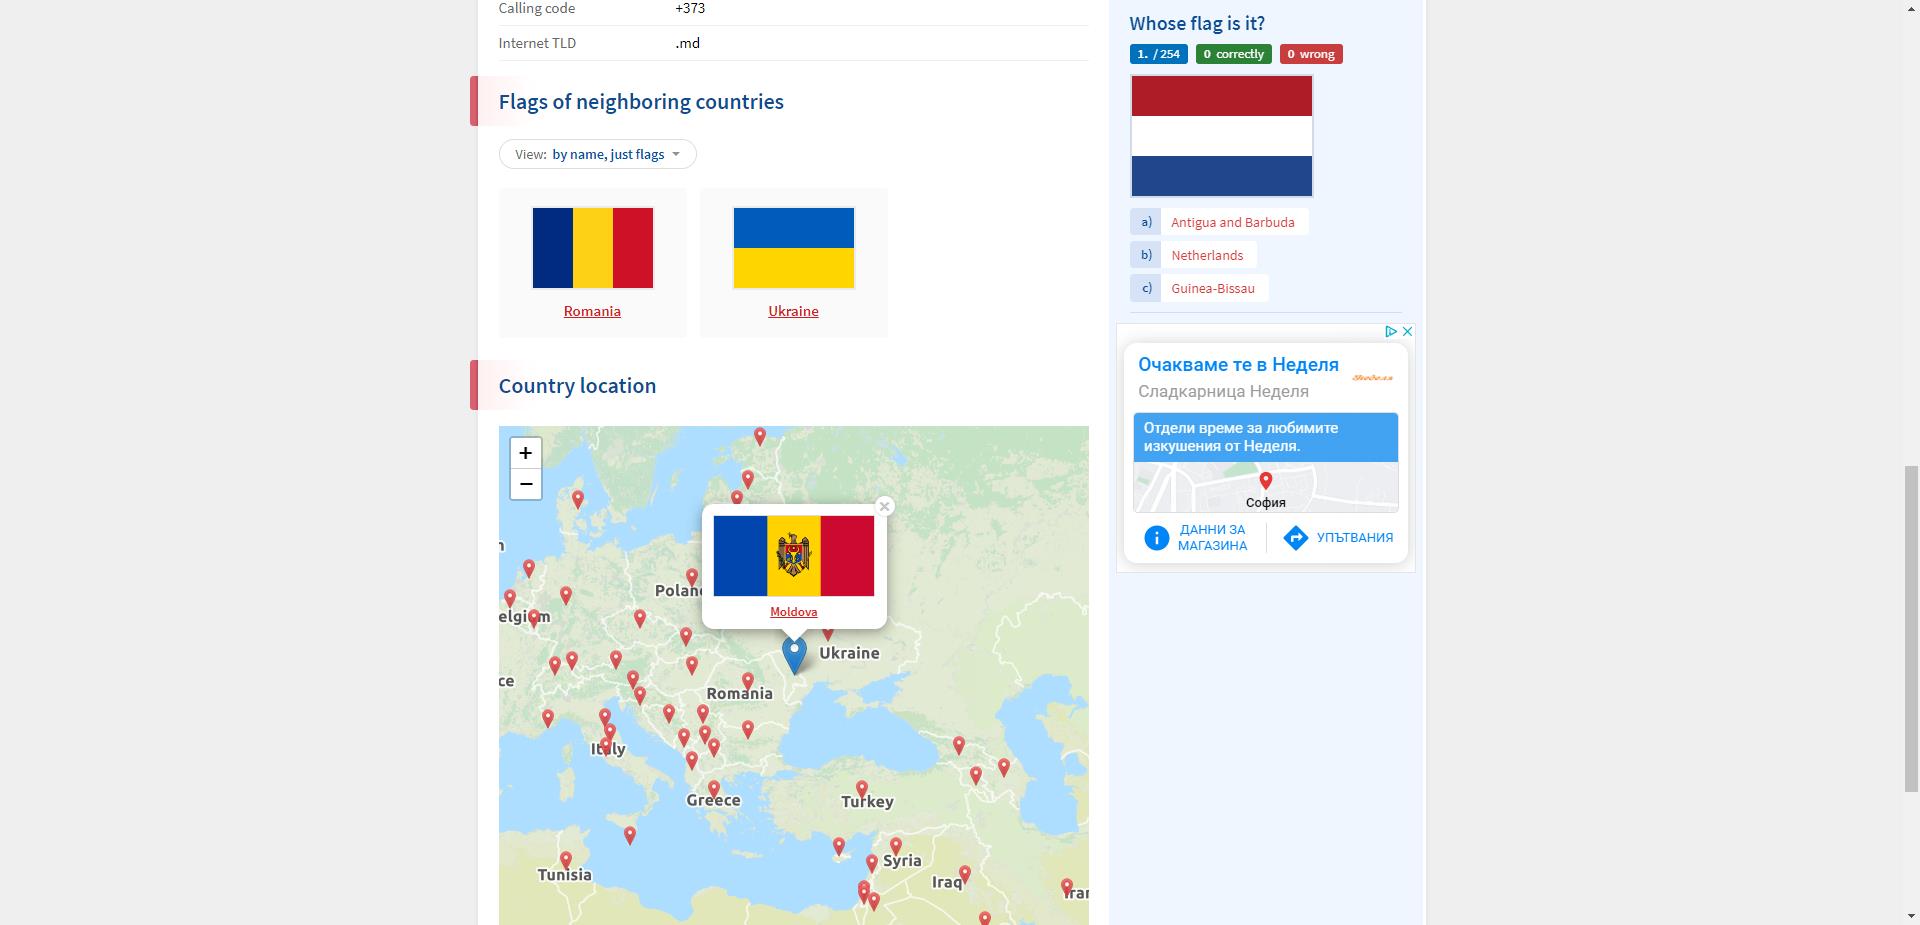 Calling code +373
Internet TLD .md
Flags of neighboring countries
View: by name, just flags
Romania
Ukraine
Country location
+
−
Moldova
Poland
elgium
Ukraine
ce
Romania
Italy
Greece
Turkey
Tunisia
Syria
Iraq
Whose flag is it?
1. / 254 0 correctly 0 wrong
a) Antigua and Barbuda
b) Netherlands
c) Guinea-Bissau
Очакваме те в Неделя
Сладкарница Неделя
Неделя
Отдели време за любимите
изкушения от Неделя.
София
ДАННИ ЗА
МАГАЗИНА
УПЪТВАНИЯ